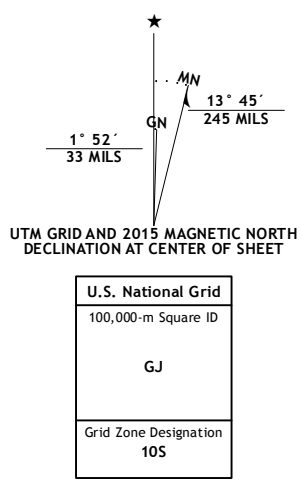 ★
MN
GN
13° 45´
245 MILS
1° 52´
33 MILS
UTM GRID AND 2015 MAGNETIC NORTH
DECLINATION AT CENTER OF SHEET
U.S. National Grid
100,000-m Square ID
GJ
Grid Zone Designation
10S